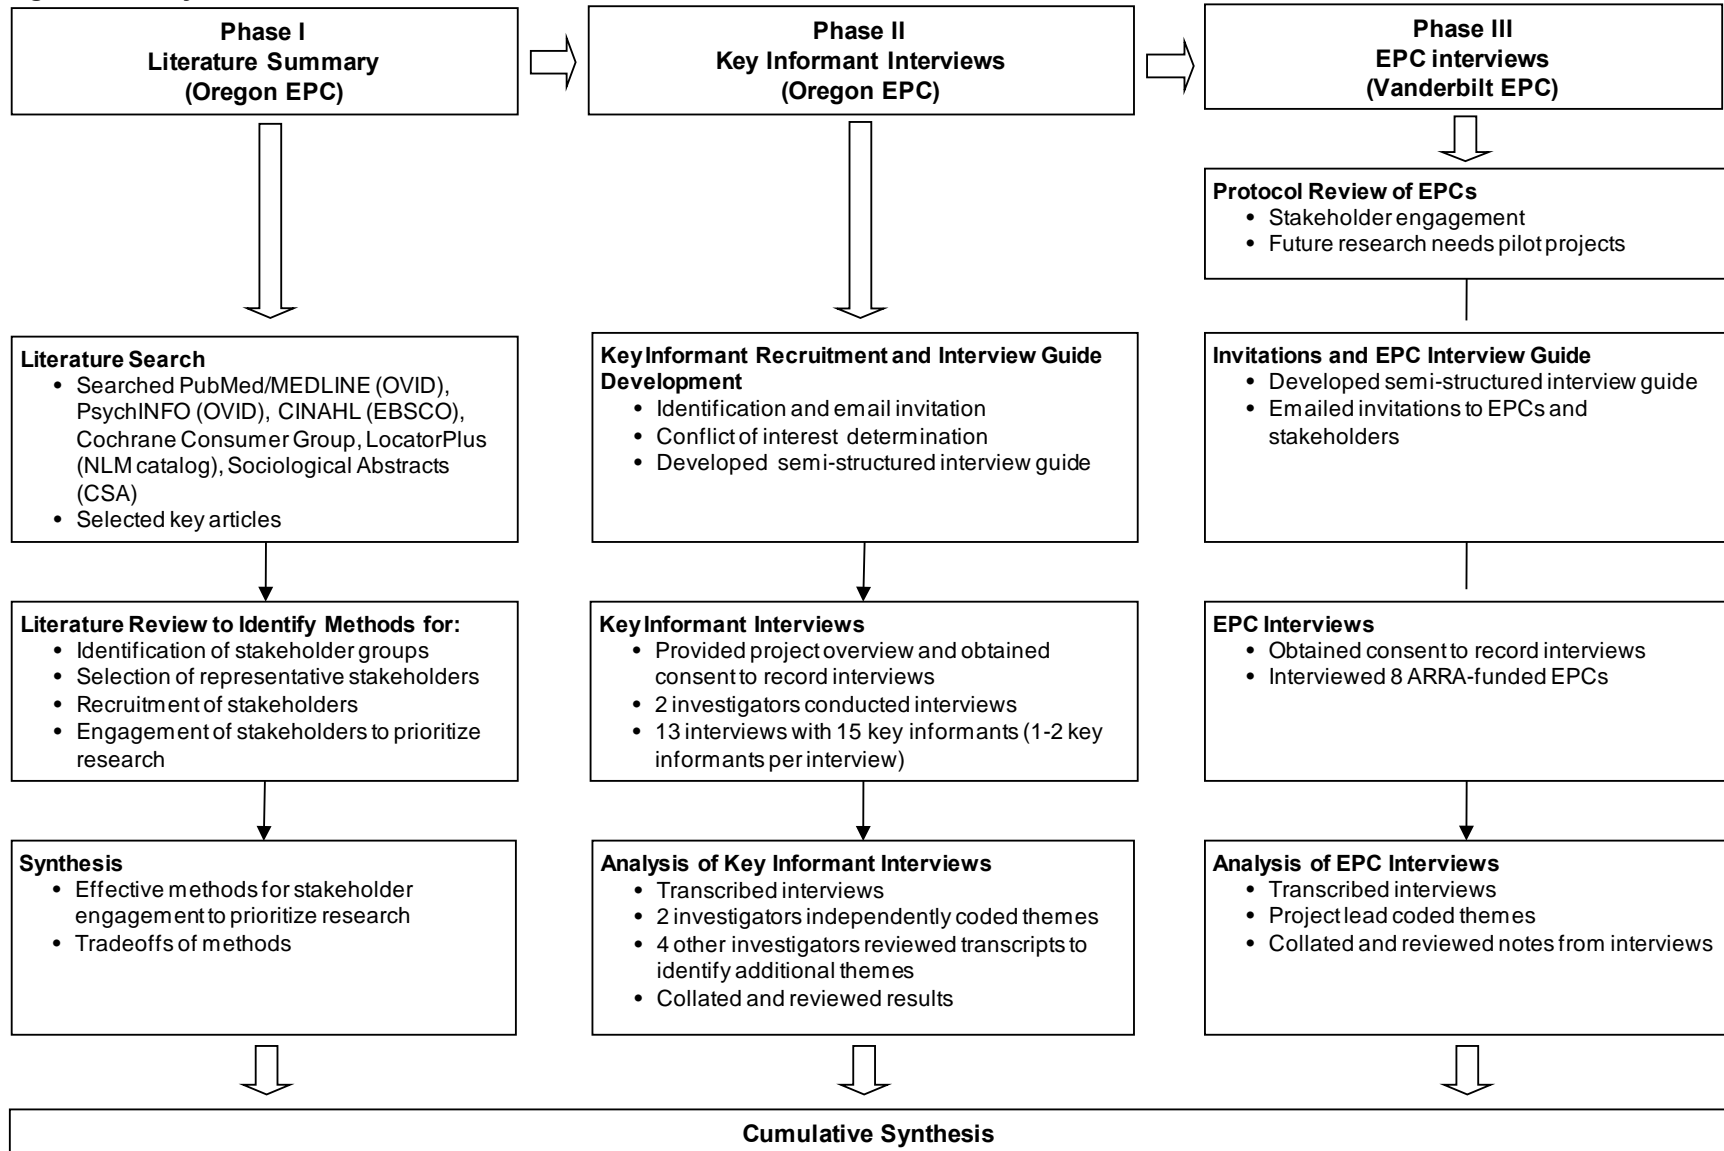 Phase I
Literature Summary
(Oregon EPC)
Phase II
Key Informant Interviews
(Oregon EPC)
Phase III
EPC interviews
(Vanderbilt EPC)
Protocol Review of EPCs
• Stakeholder engagement
• Future research needs pilot projects
Literature Search
• Searched PubMed/MEDLINE (OVID),
PsychINFO (OVID), CINAHL (EBSCO),
Cochrane Consumer Group, LocatorPlus
(NLM catalog), Sociological Abstracts
(CSA)
• Selected key articles
Key Informant Recruitment and Interview Guide
Development
• Identification and email invitation
• Conflict of interest determination
• Developed semi-structured interview guide
Invitations and EPC Interview Guide
• Developed semi-structured interview guide
• Emailed invitations to EPCs and
stakeholders
Literature Review to Identify Methods for:
• Identification of stakeholder groups
• Selection of representative stakeholders
• Recruitment of stakeholders
• Engagement of stakeholders to prioritize
research
Key Informant Interviews
• Provided project overview and obtained
consent to record interviews
• 2 investigators conducted interviews
• 13 interviews with 15 key informants (1-2 key
informants per interview)
EPC Interviews
• Obtained consent to record interviews
• Interviewed 8 ARRA-funded EPCs
Synthesis
• Effective methods for stakeholder
engagement to prioritize research
• Tradeoffs of methods
Analysis of Key Informant Interviews
• Transcribed interviews
• 2 investigators independently coded themes
• 4 other investigators reviewed transcripts to
identify additional themes
• Collated and reviewed results
Analysis of EPC Interviews
• Transcribed interviews
• Project lead coded themes
• Collated and reviewed notes from interviews
Cumulative Synthesis